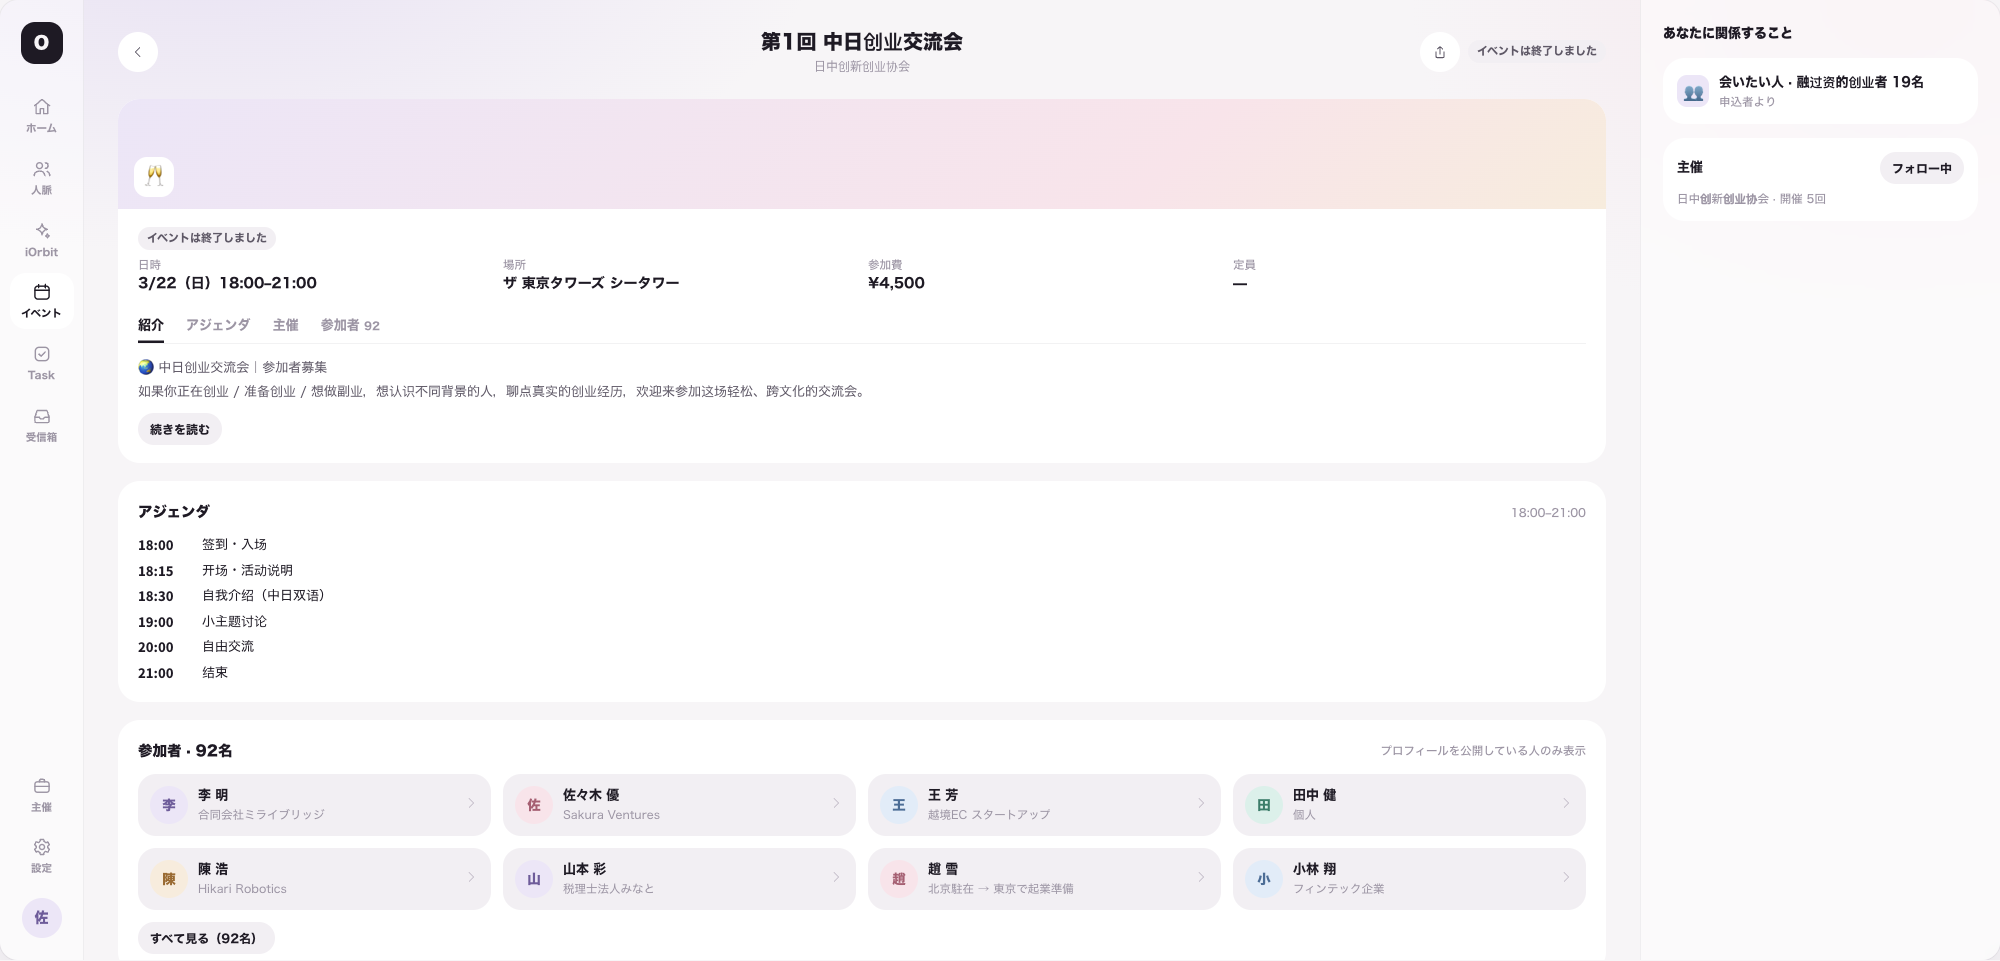 O
ホーム
人脈
iOrbit
イベント
Task
受信箱
主催
設定
佐
第1回 中日创业交流会
日中创新创业协会
イベントは終了しました
イベントは終了しました
日時
3/22（日）18:00–21:00
場所
ザ 東京タワーズ シータワー
参加費
¥4,500
定員
—
紹介 アジェンダ 主催 参加者 92
🌏 中日创业交流会｜参加者募集
如果你正在创业 / 准备创业 / 想做副业，想认识不同背景的人，聊点真实的创业经历，欢迎来参加这场轻松、跨文化的交流会。
続きを読む
アジェンダ
18:00–21:00
18:00 签到・入场
18:15 开场・活动说明
18:30 自我介绍（中日双语）
19:00 小主题讨论
20:00 自由交流
21:00 结束
参加者 · 92名
プロフィールを公開している人のみ表示
李
李 明
合同会社ミライブリッジ
佐
佐々木 優
Sakura Ventures
王
王 芳
越境EC スタートアップ
田
田中 健
個人
陳
陳 浩
Hikari Robotics
山
山本 彩
税理士法人みなと
趙
趙 雪
北京駐在 → 東京で起業準備
小
小林 翔
フィンテック企業
すべて見る（92名）
あなたに関係すること
会いたい人 · 融过资的创业者 19名
申込者より
主催
フォロー中
日中创新创业协会 · 開催 5回